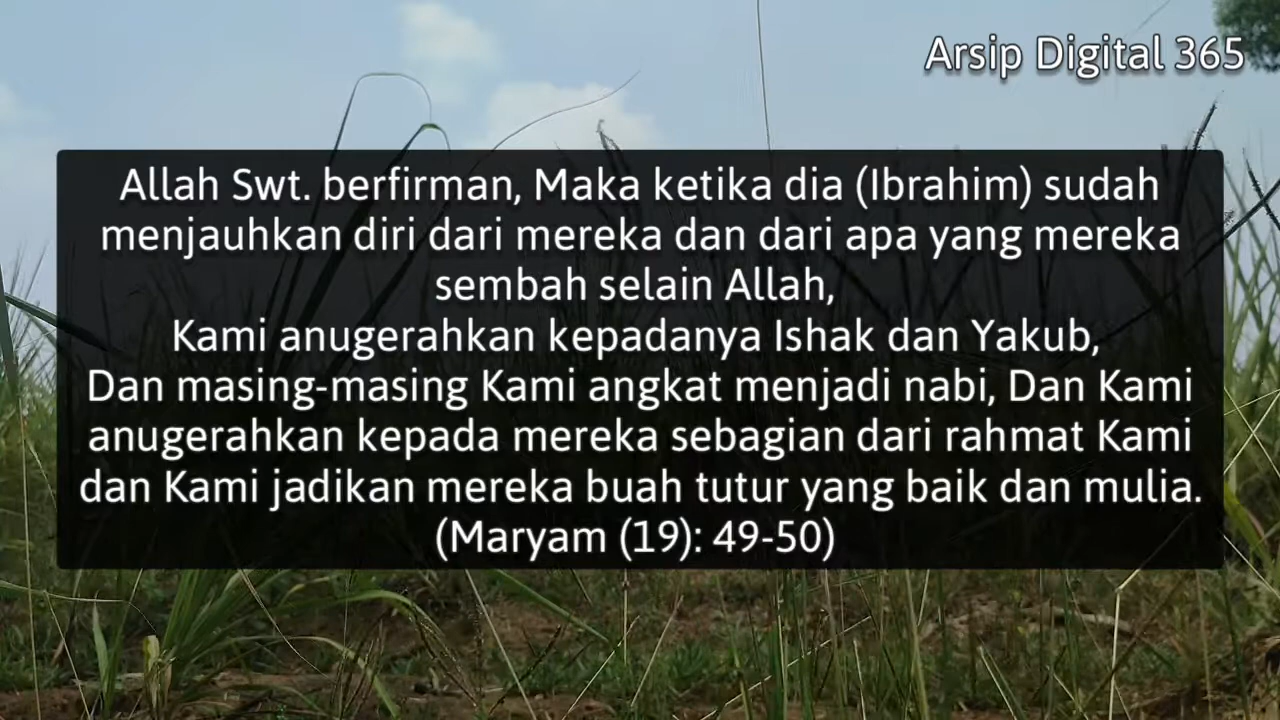 Arsip Digital 365
Allah Swt. berfirman, Maka ketika dia (Ibrahim) sudah
menjauhkan diri dari mereka dan dari apa yang mereka
sembah selain Allah,
Kami anugerahkan kepadanya Ishak dan Yakub,
Dan masing-masing Kami angkat menjadi nabi, Dan Kami
anugerahkan kepada mereka sebagian dari rahmat Kami
dan Kami jadikan mereka buah tutur yang baik dan mulia.
(Maryam (19): 49-50)